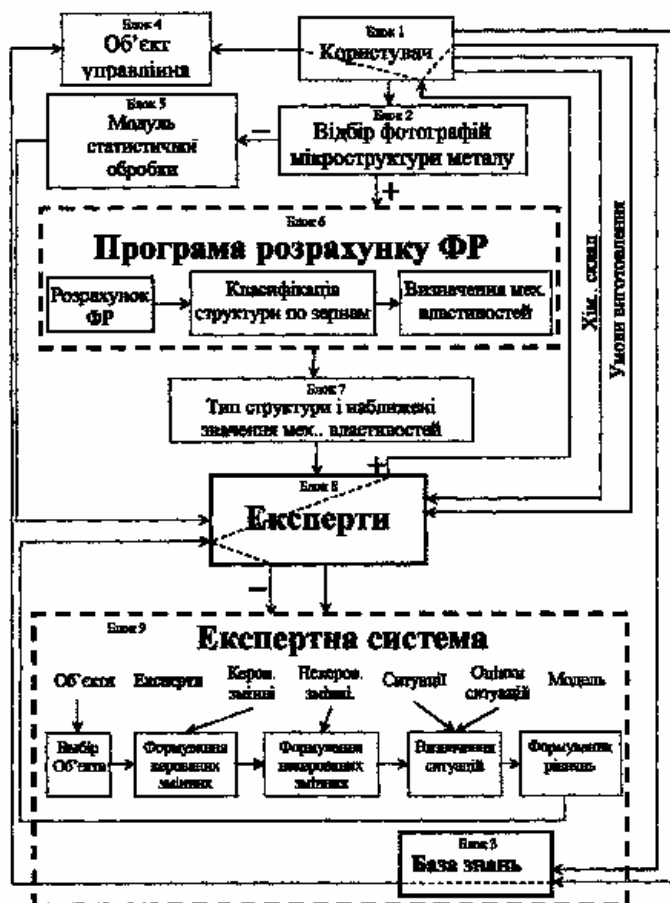 Блок 4
Об’єкт
управління
Блок 1
Користувач
Блок 5
Модуль
статистичної
обробки
Блок 2
Відбір фотографій
мікроструктури металу
−
+
Блок 6
Програма розрахунку ФР
Розрахунок
ФР
Класифікація
структури по зернам
Визначення мех.
властивостей
Хім. склад
Умови виготовлення
Блок 7
Тип структури і наближені
значення мех.. властивостей
+
Блок 8
Експерти
−
Блок 9
Експертна система
Об’єкти
Експерти
Керов.
змінні
Некеров.
змінні.
Ситуації
Оцінки
ситуацій
Модель
Выбір
Об’єкта
Формування
керованих
змінних
Формування
некерованих
змінних
Визначення
ситуацій
Формування
рівнянь
Блок 3
База знань